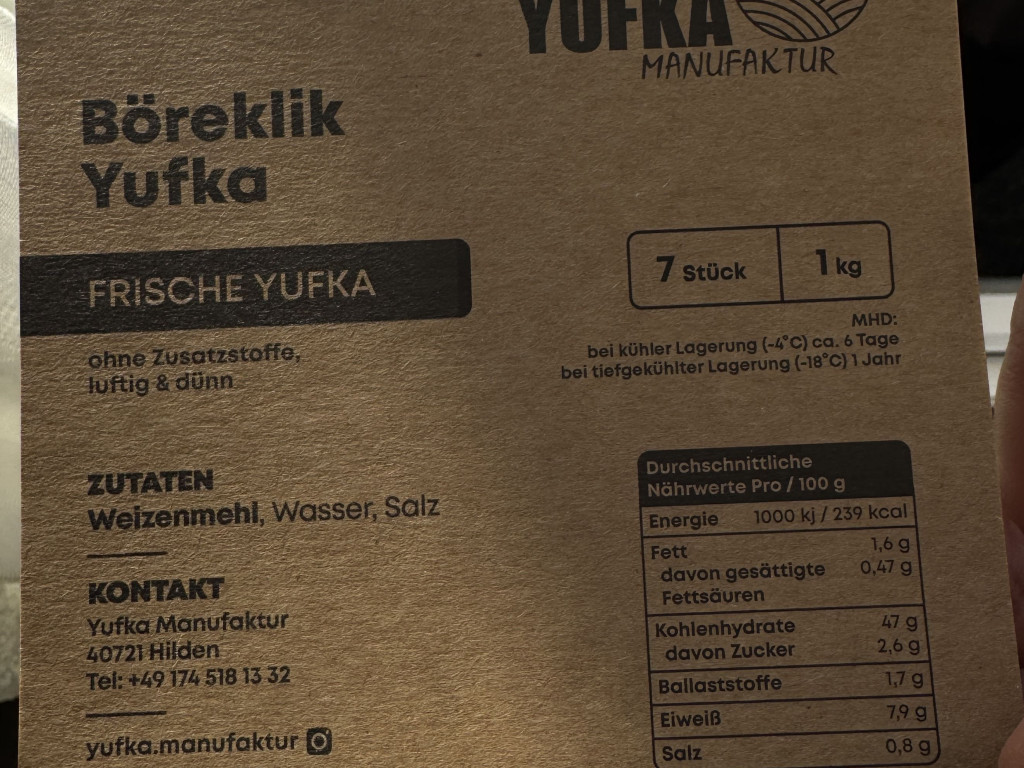 YUFKA
MANUFAKTUR
Böreklik
Yufka
FRISCHE YUFKA
ohne Zusatzstoffe,
luftig & dünn
7 Stück
1 kg
MHD:
bei kühler Lagerung (-4°C) ca. 6 Tage
bei tiefgekühlter Lagerung (-18°C) 1 Jahr
ZUTATEN
Weizenmehl, Wasser, Salz
KONTAKT
Yufka Manufaktur
40721 Hilden
Tel: +49 174 518 13 32
yufka.manufaktur
Durchschnittliche
Nährwerte Pro / 100 g
Energie 1000 kj / 239 kcal
Fett 1,6 g
davon gesättigte 0,47 g
Fettsäuren
Kohlenhydrate 47 g
davon Zucker 2,6 g
Ballaststoffe 1,7 g
Eiweiß 7,9 g
Salz 0,8 g